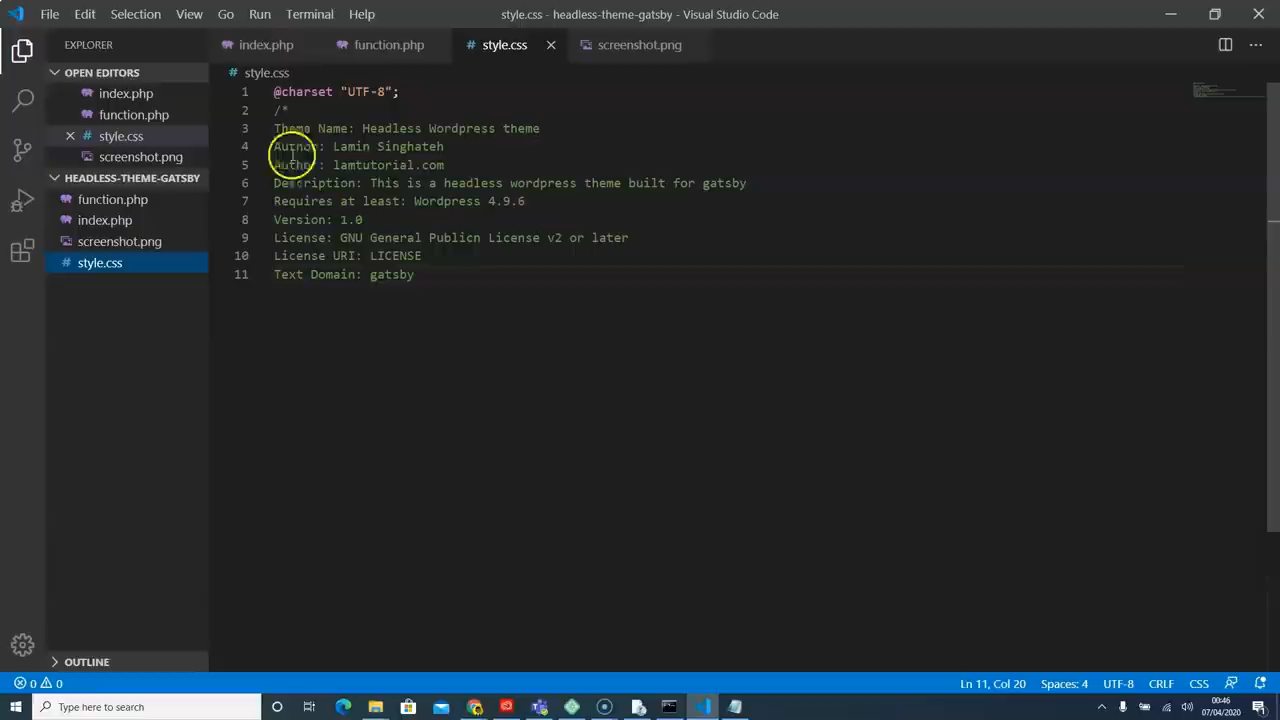 File Edit Selection View Go Run Terminal Help
style.css - headless-theme-gatsby - Visual Studio Code
EXPLORER
OPEN EDITORS
index.php
function.php
style.css
screenshot.png
HEADLESS-THEME-GATSBY
function.php
index.php
screenshot.png
style.css
OUTLINE
index.php function.php # style.css screenshot.png
# style.css
1 @charset "UTF-8";
2 /*
3 Theme Name: Headless Wordpress theme
4 Author: Lamin Singhateh
5 Author : lamtutorial.com
6 Description: This is a headless wordpress theme built for gatsby
7 Requires at least: Wordpress 4.9.6
8 Version: 1.0
9 License: GNU General Publicn License v2 or later
10 License URI: LICENSE
11 Text Domain: gatsby
0 0
Ln 11, Col 20 Spaces: 4 UTF-8 CRLF CSS
Type here to search
00:46
07/04/2020